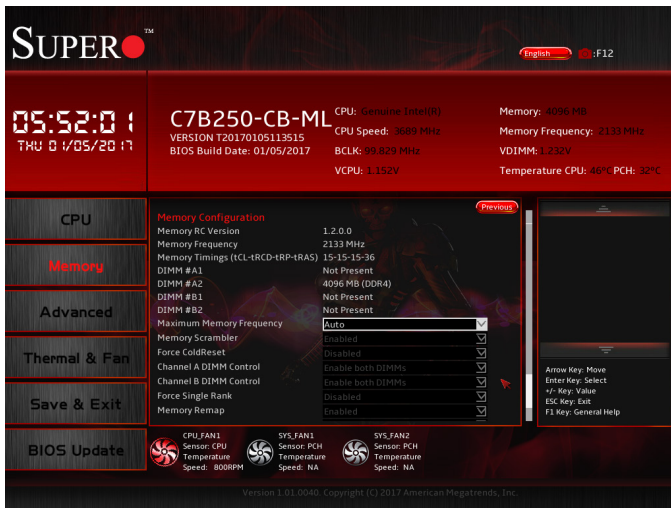 SUPER TM
English :F12
05:52:01
THU 01/05/2017
C7B250-CB-ML
VERSION T20170105113515
BIOS Build Date: 01/05/2017
CPU: Genuine Intel(R)
CPU Speed: 3689 MHz
BCLK: 99.829 MHz
VCPU: 1.152V
Memory: 4096 MB
Memory Frequency: 2133 MHz
VDIMM: 1.232V
Temperature CPU: 46°C PCH: 32°C
CPU
Memory
Advanced
Thermal & Fan
Save & Exit
BIOS Update
Previous
Memory Configuration
Memory RC Version 1.2.0.0
Memory Frequency 2133 MHz
Memory Timings (tCL-tRCD-tRP-tRAS) 15-15-15-36
DIMM #A1 Not Present
DIMM #A2 4096 MB (DDR4)
DIMM #B1 Not Present
DIMM #B2 Not Present
Maximum Memory Frequency Auto
Memory Scrambler Enabled
Force ColdReset Disabled
Channel A DIMM Control Enable both DIMMs
Channel B DIMM Control Enable both DIMMs
Force Single Rank Disabled
Memory Remap Enabled
Arrow Key: Move
Enter Key: Select
+/- Key: Value
ESC Key: Exit
F1 Key: General Help
CPU_FAN1
Sensor: CPU
Temperature
Speed: 800RPM
SYS_FAN1
Sensor: PCH
Temperature
Speed: NA
SYS_FAN2
Sensor: PCH
Temperature
Speed: NA
Version 1.01.0040. Copyright (C) 2017 American Megatrends, Inc.